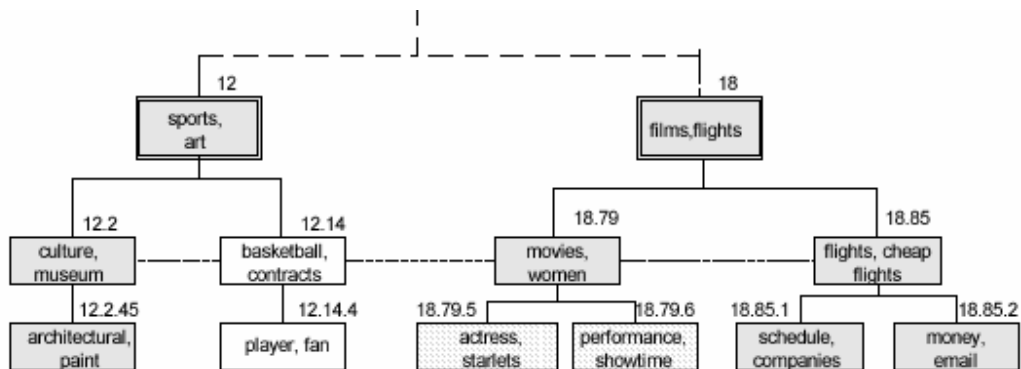 12
18
sports,
art
films,flights
12.2
12.14
18.79
18.85
culture,
museum
basketball,
contracts
movies,
women
flights, cheap
flights
12.2.45
12.14.4
18.79.5
18.79.6
18.85.1
18.85.2
architectural,
paint
player, fan
actress,
starlets
performance,
showtime
schedule,
companies
money,
email